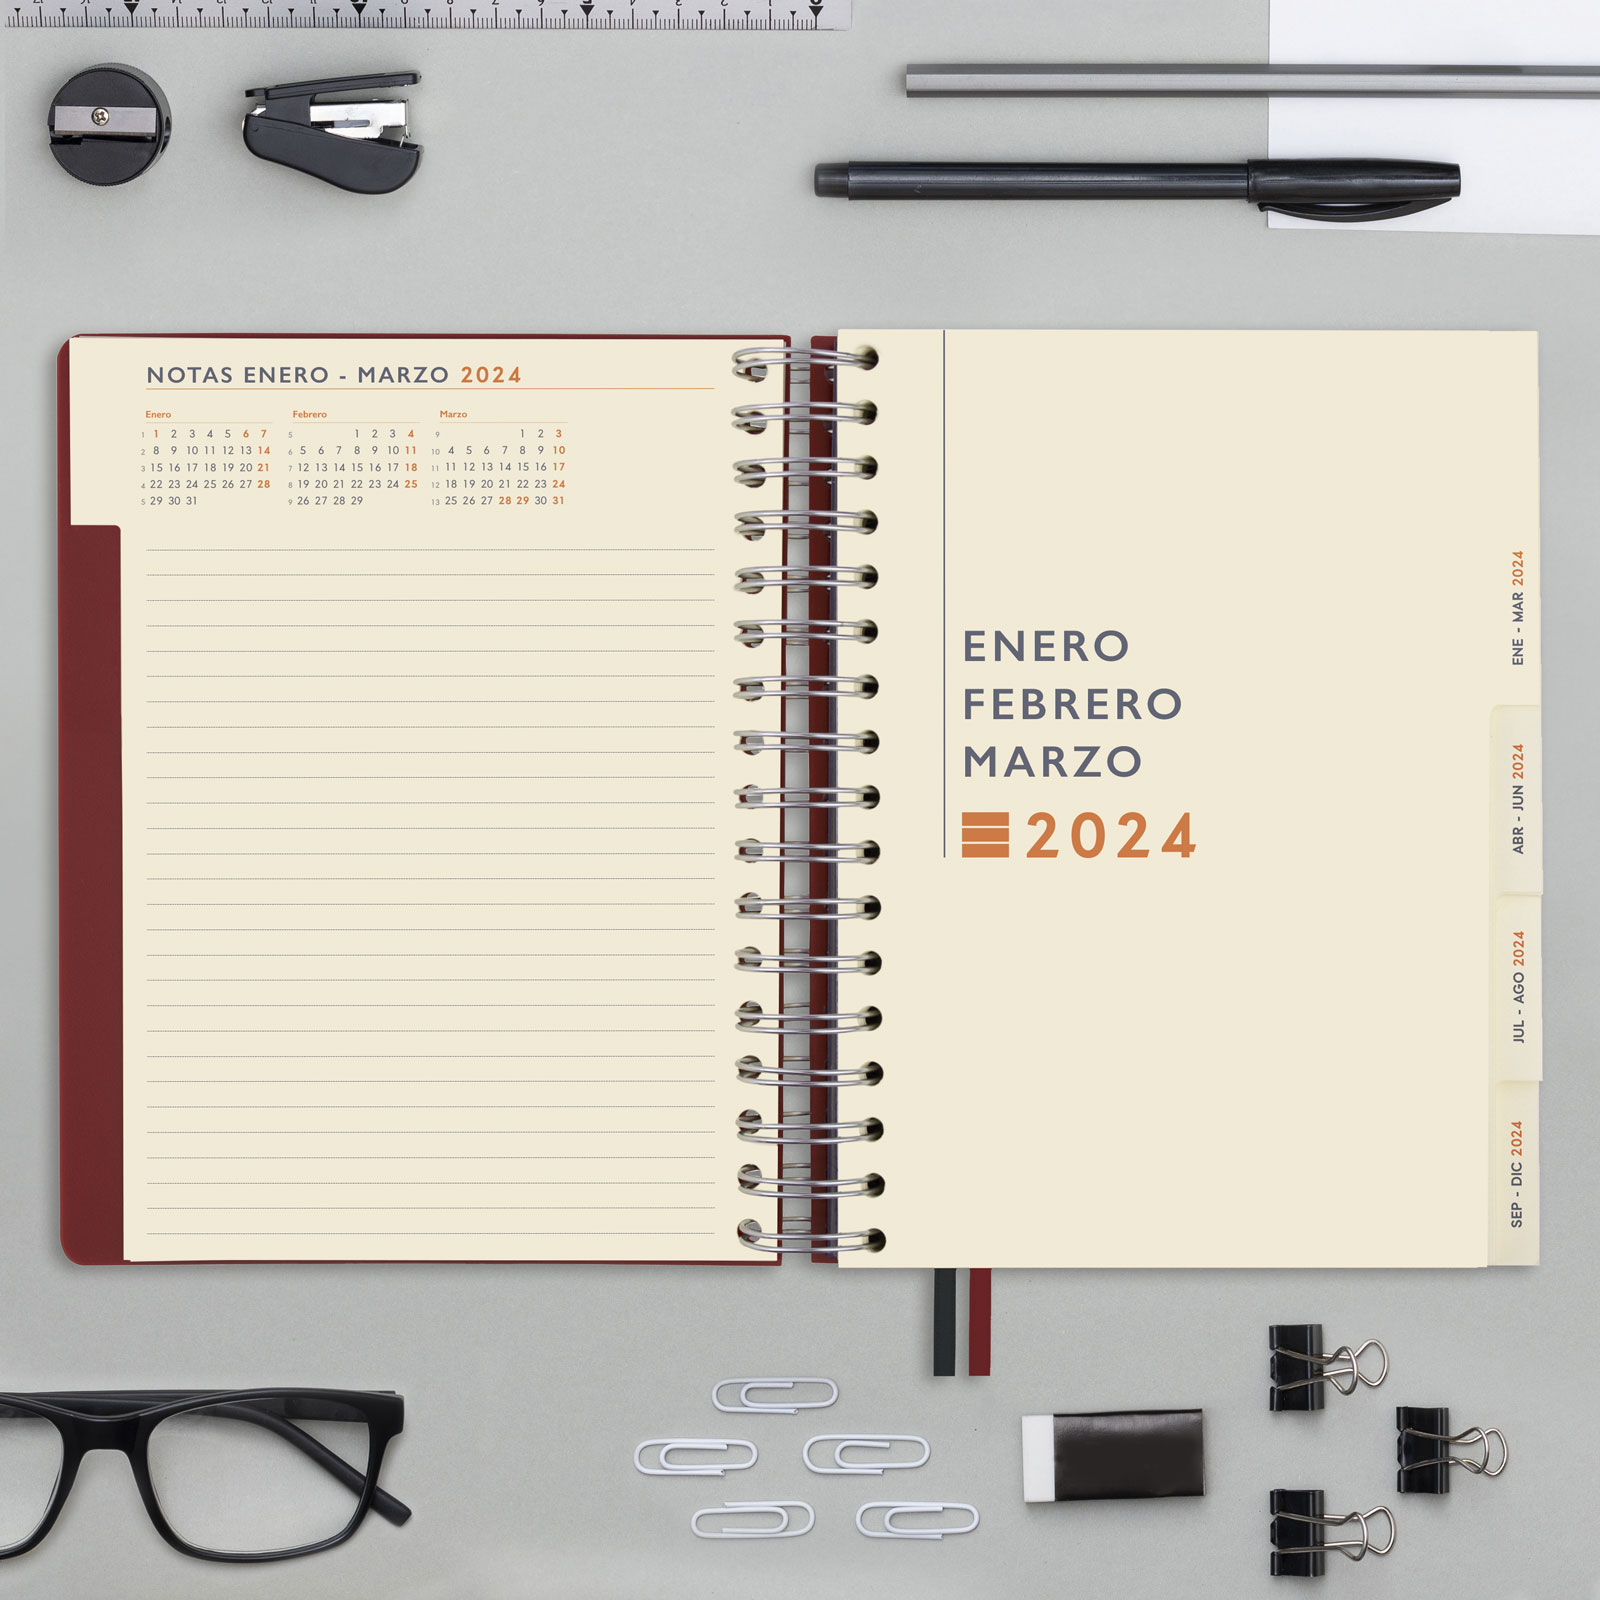 NOTAS ENERO - MARZO 2024
Enero Febrero Marzo
1 1 2 3 4 5 6 7 5 1 2 3 4 9 1 2 3
2 8 9 10 11 12 13 14 6 5 6 7 8 9 10 11 10 4 5 6 7 8 9 10
3 15 16 17 18 19 20 21 7 12 13 14 15 16 17 18 11 11 12 13 14 15 16 17
4 22 23 24 25 26 27 28 8 19 20 21 22 23 24 25 12 18 19 20 21 22 23 24
5 29 30 31 9 26 27 28 29 13 25 26 27 28 29 30 31
ENERO
FEBRERO
MARZO
2024
ENE - MAR 2024
ABR - JUN 2024
JUL - AGO 2024
SEP - DIC 2024